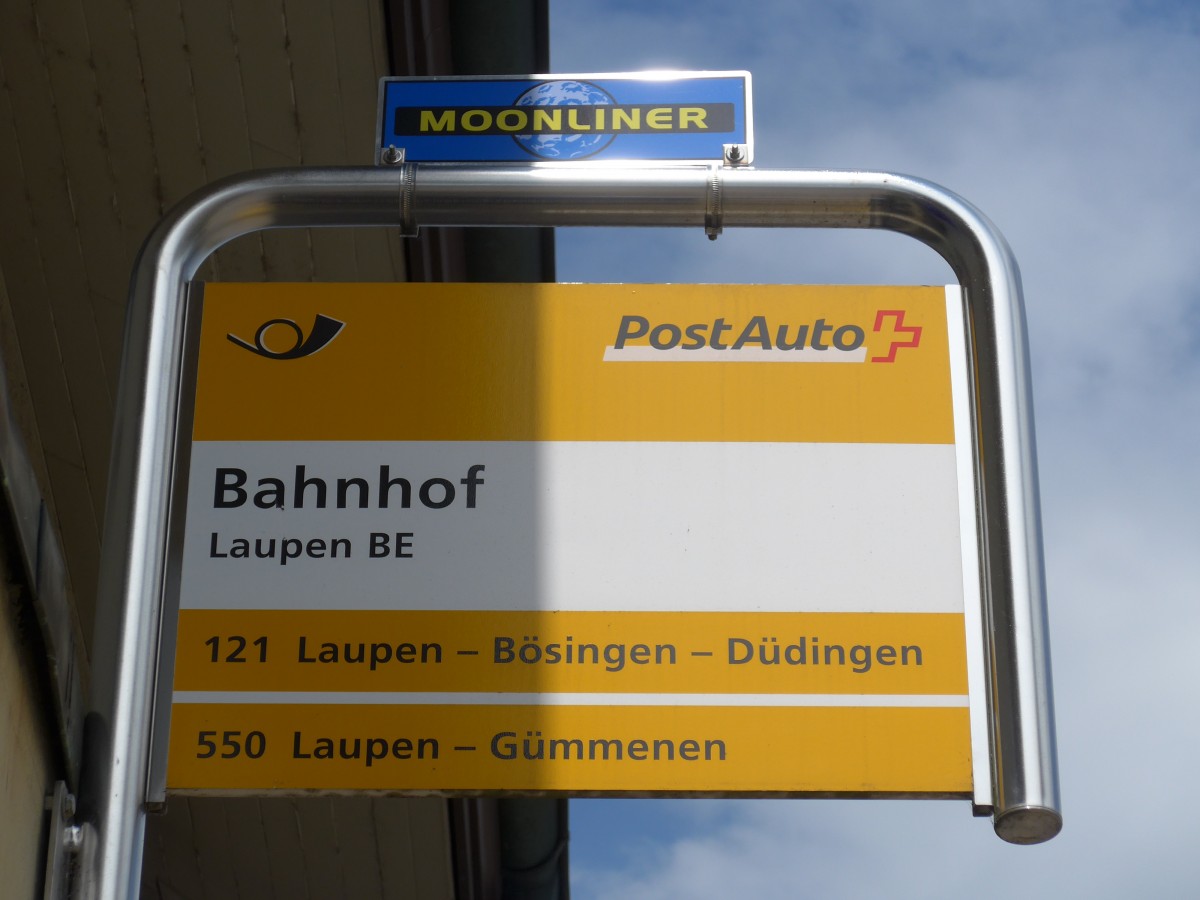 MOONLINER
PostAuto
Bahnhof
Laupen BE
121 Laupen – Bösingen – Düdingen
550 Laupen – Gümmenen